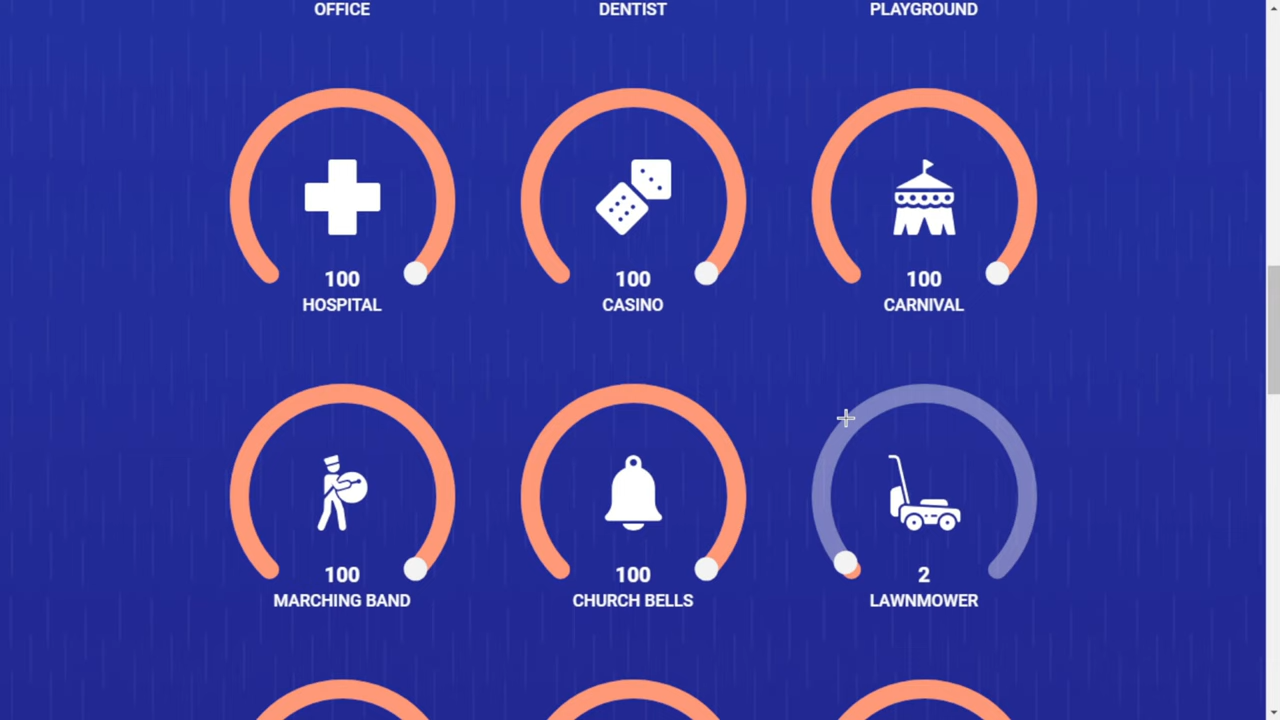 OFFICE
DENTIST
PLAYGROUND
100
HOSPITAL
100
CASINO
100
CARNIVAL
100
MARCHING BAND
100
CHURCH BELLS
2
LAWNMOWER